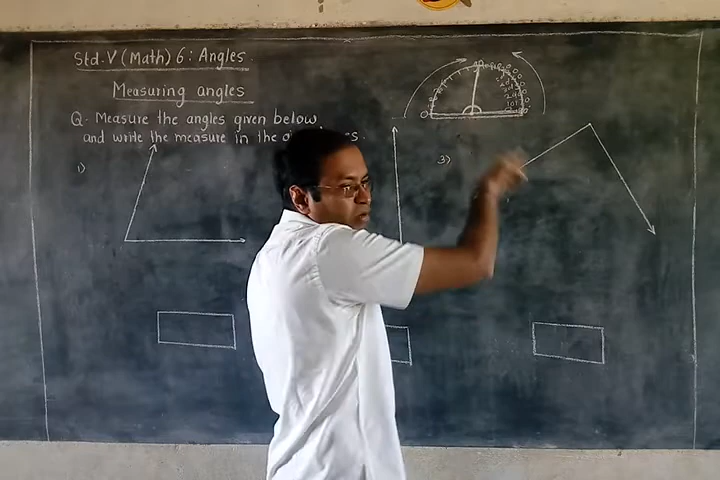 Std.V (Math) 6: Angles
Measuring angles
Q. Measure the angles given below
and write the measure in the
1)
3)